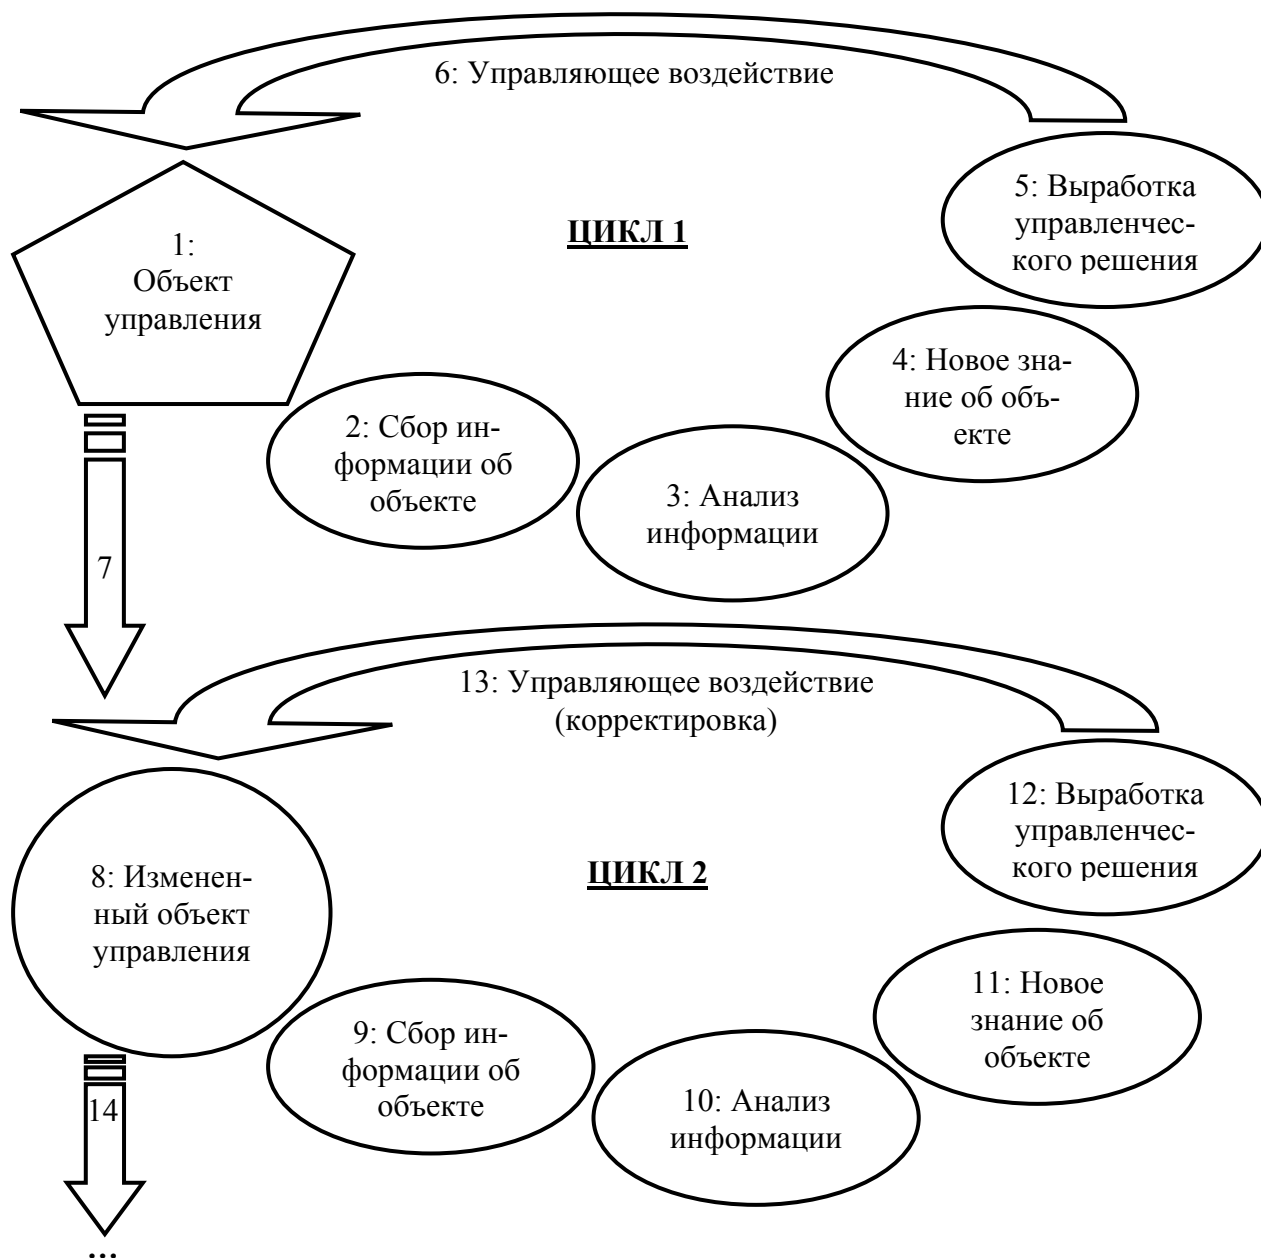 6: Управляющее воздействие
5: Выработка
управленчес-
кого решения
ЦИКЛ 1
1:
Объект
управления
4: Новое зна-
ние об объ-
екте
2: Сбор ин-
формации об
объекте
3: Анализ
информации
7
13: Управляющее воздействие
(корректировка)
12: Выработка
управленчес-
кого решения
ЦИКЛ 2
8: Изменен-
ный объект
управления
11: Новое
знание об
объекте
9: Сбор ин-
формации об
объекте
10: Анализ
информации
14
...